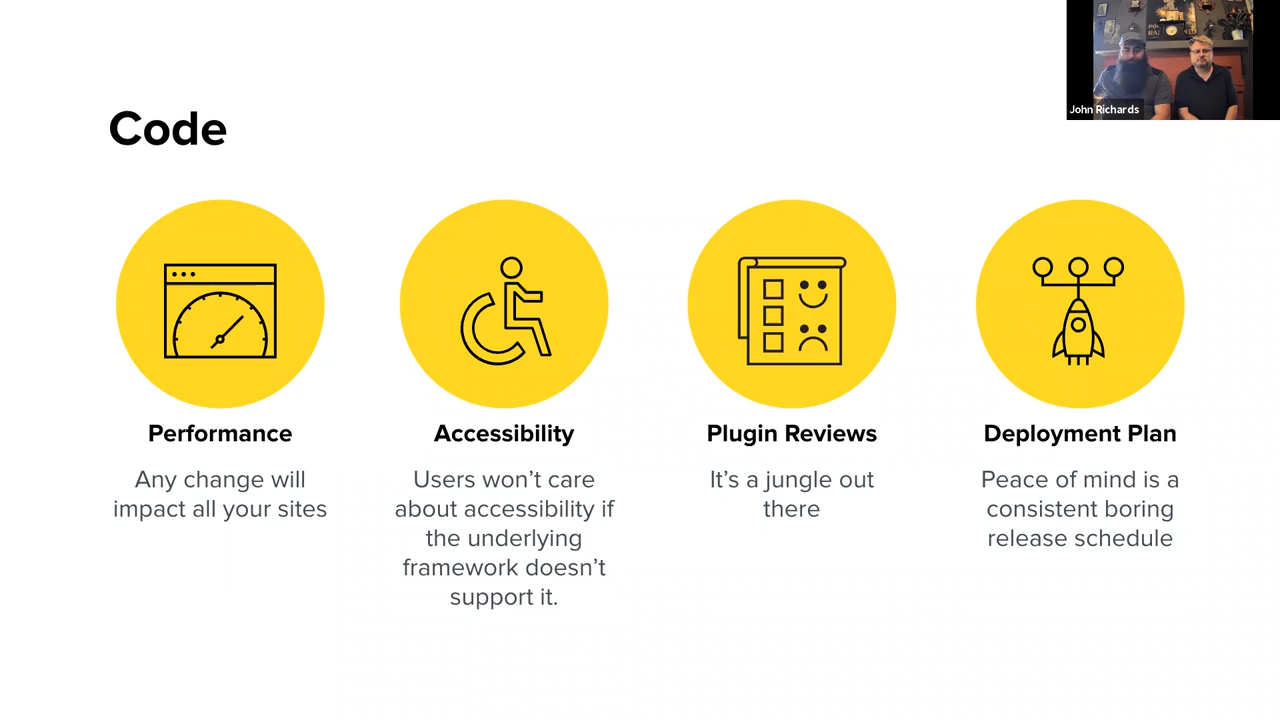 John Richards
Code
Performance
Any change will
impact all your sites
Accessibility
Users won’t care
about accessibility if
the underlying
framework doesn’t
support it.
Plugin Reviews
It’s a jungle out
there
Deployment Plan
Peace of mind is a
consistent boring
release schedule